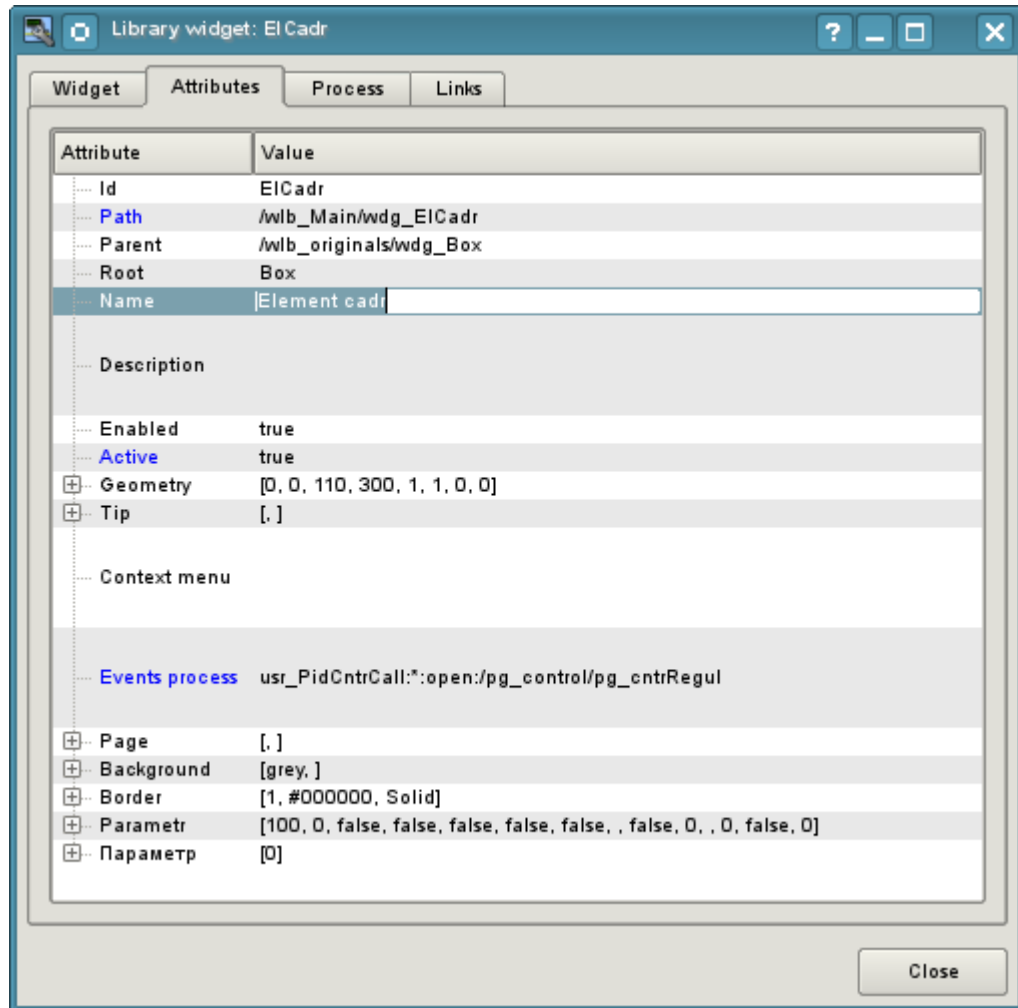 Library widget: ElCadr
Widget Attributes Process Links
Attribute Value
Id ElCadr
Path /wlb_Main/wdg_ElCadr
Parent /wlb_originals/wdg_Box
Root Box
Name Element cadr
Description
Enabled true
Active true
Geometry [0, 0, 110, 300, 1, 1, 0, 0]
Tip [, ]
Context menu
Events process usr_PidCntrCall:*:open:/pg_control/pg_cntrRegul
Page [, ]
Background [grey, ]
Border [1, #000000, Solid]
Parametr [100, 0, false, false, false, false, false, , false, 0, , 0, false, 0]
Параметр [0]
Close